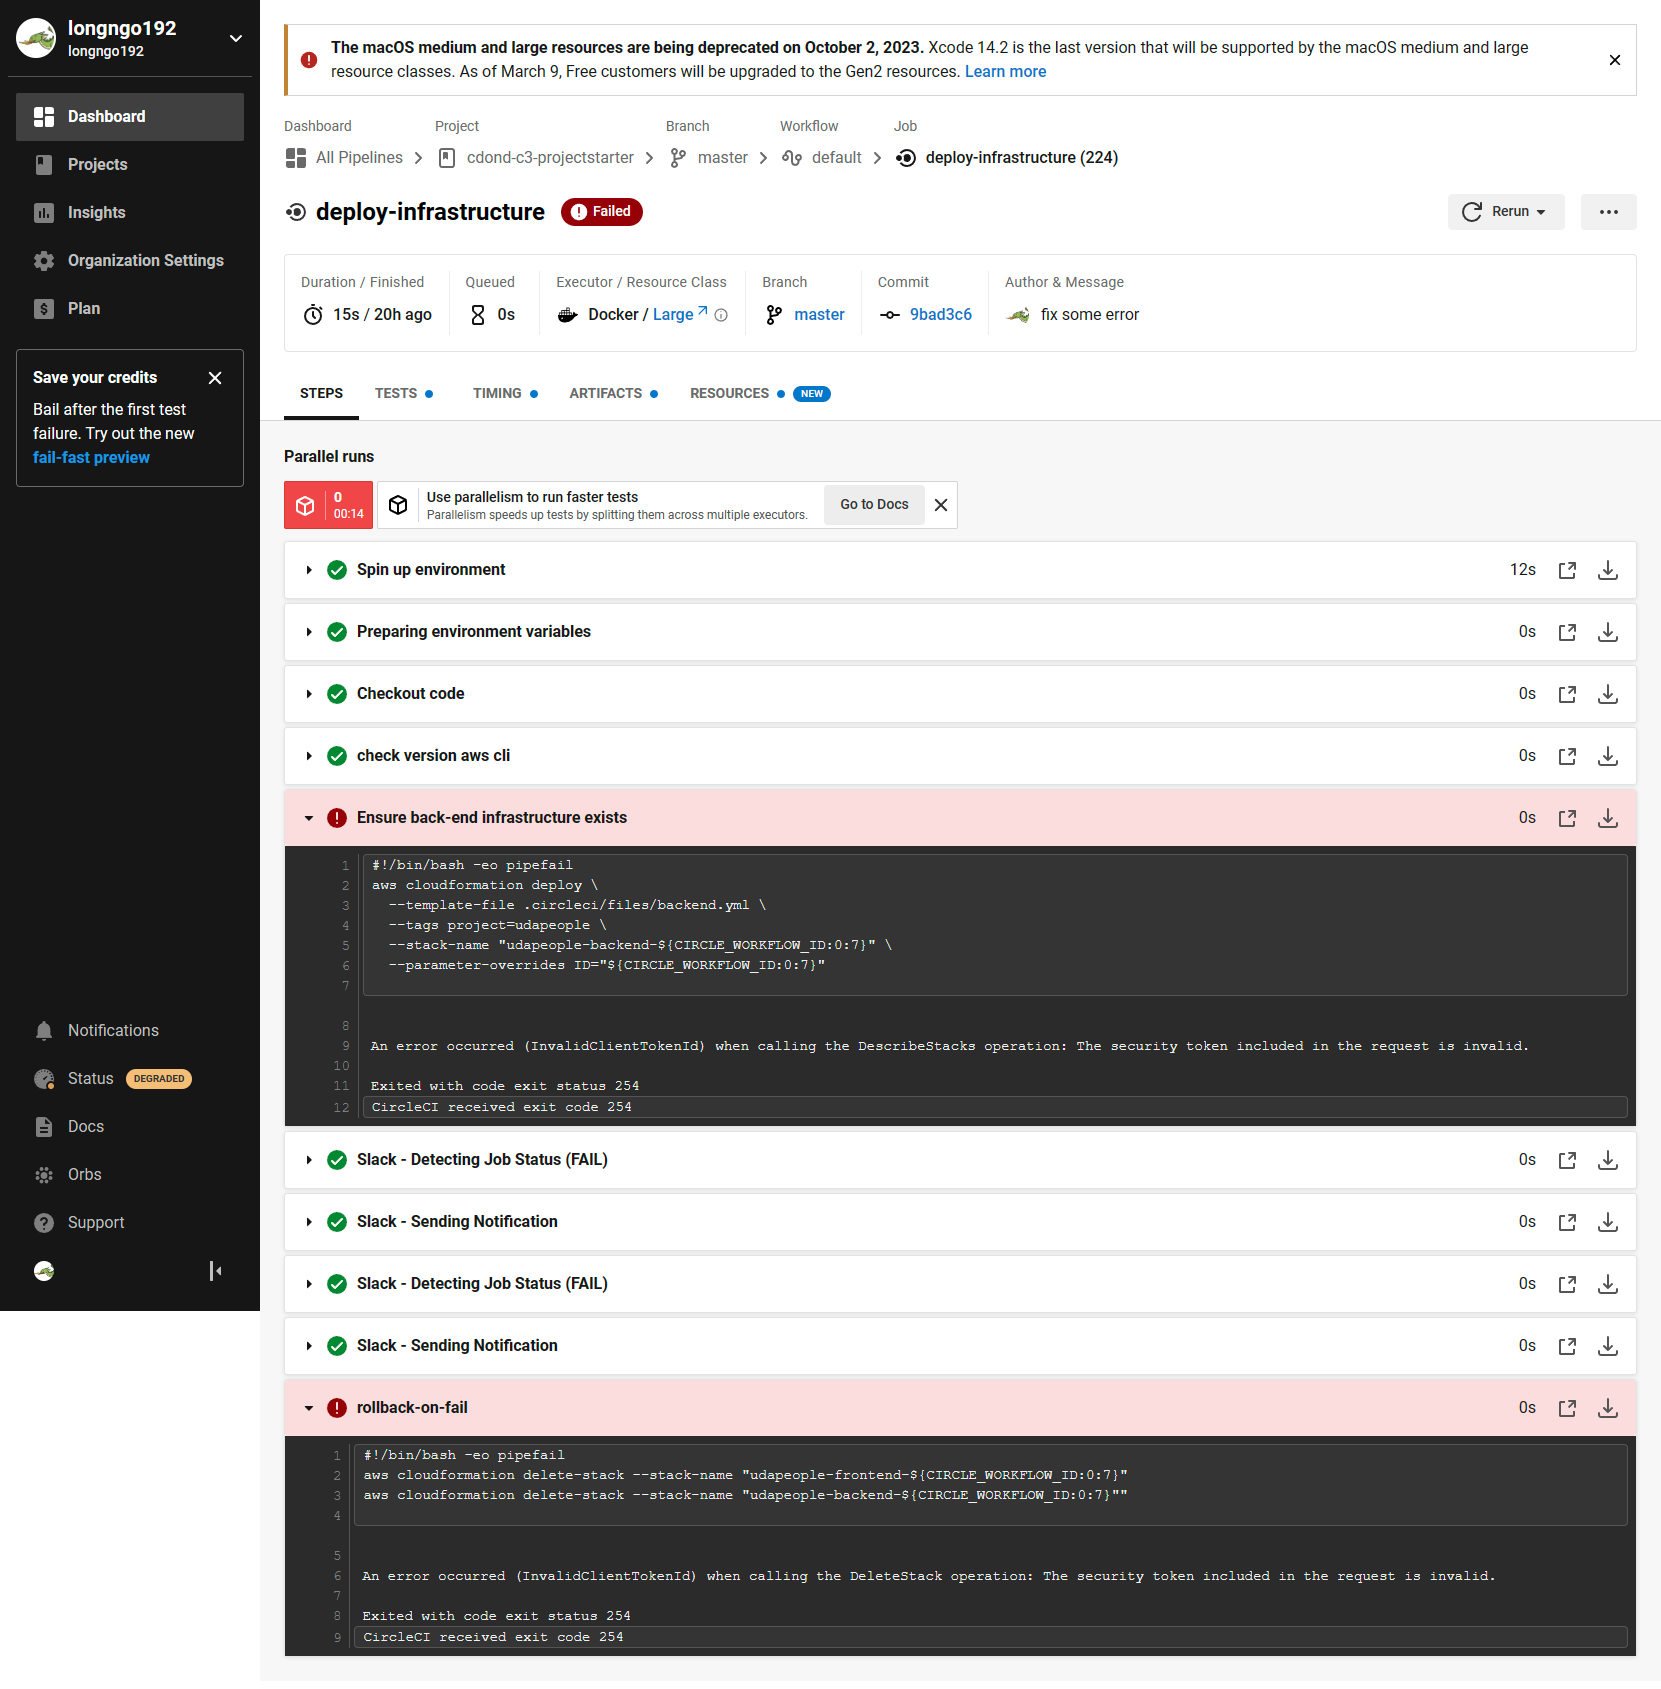 longngo192
longngo192
Dashboard
Projects
Insights
Organization Settings
Plan
Save your credits
Bail after the first test
failure. Try out the new
fail-fast preview
Notifications
Status DEGRADED
Docs
Orbs
Support
The macOS medium and large resources are being deprecated on October 2, 2023. Xcode 14.2 is the last version that will be supported by the macOS medium and large
resource classes. As of March 9, Free customers will be upgraded to the Gen2 resources. Learn more
Dashboard Project Branch Workflow Job
All Pipelines cdond-c3-projectstarter master default deploy-infrastructure (224)
deploy-infrastructure Failed
Rerun
Duration / Finished Queued Executor / Resource Class Branch Commit Author & Message
15s / 20h ago 0s Docker / Large master 9bad3c6 fix some error
STEPS TESTS TIMING ARTIFACTS RESOURCES NEW
Parallel runs
0
00:14
Use parallelism to run faster tests
Parallelism speeds up tests by splitting them across multiple executors.
Go to Docs
Spin up environment 12s
Preparing environment variables 0s
Checkout code 0s
check version aws cli 0s
Ensure back-end infrastructure exists 0s
1 #!/bin/bash -eo pipefail
2 aws cloudformation deploy \
3 --template-file .circleci/files/backend.yml \
4 --tags project=udapeople \
5 --stack-name "udapeople-backend-${CIRCLE_WORKFLOW_ID:0:7}" \
6 --parameter-overrides ID="${CIRCLE_WORKFLOW_ID:0:7}"
7
8
9 An error occurred (InvalidClientTokenId) when calling the DescribeStacks operation: The security token included in the request is invalid.
10
11 Exited with code exit status 254
12 CircleCI received exit code 254
Slack - Detecting Job Status (FAIL) 0s
Slack - Sending Notification 0s
Slack - Detecting Job Status (FAIL) 0s
Slack - Sending Notification 0s
rollback-on-fail 0s
1 #!/bin/bash -eo pipefail
2 aws cloudformation delete-stack --stack-name "udapeople-frontend-${CIRCLE_WORKFLOW_ID:0:7}"
3 aws cloudformation delete-stack --stack-name "udapeople-backend-${CIRCLE_WORKFLOW_ID:0:7}""
4
5
6 An error occurred (InvalidClientTokenId) when calling the DeleteStack operation: The security token included in the request is invalid.
7
8 Exited with code exit status 254
9 CircleCI received exit code 254